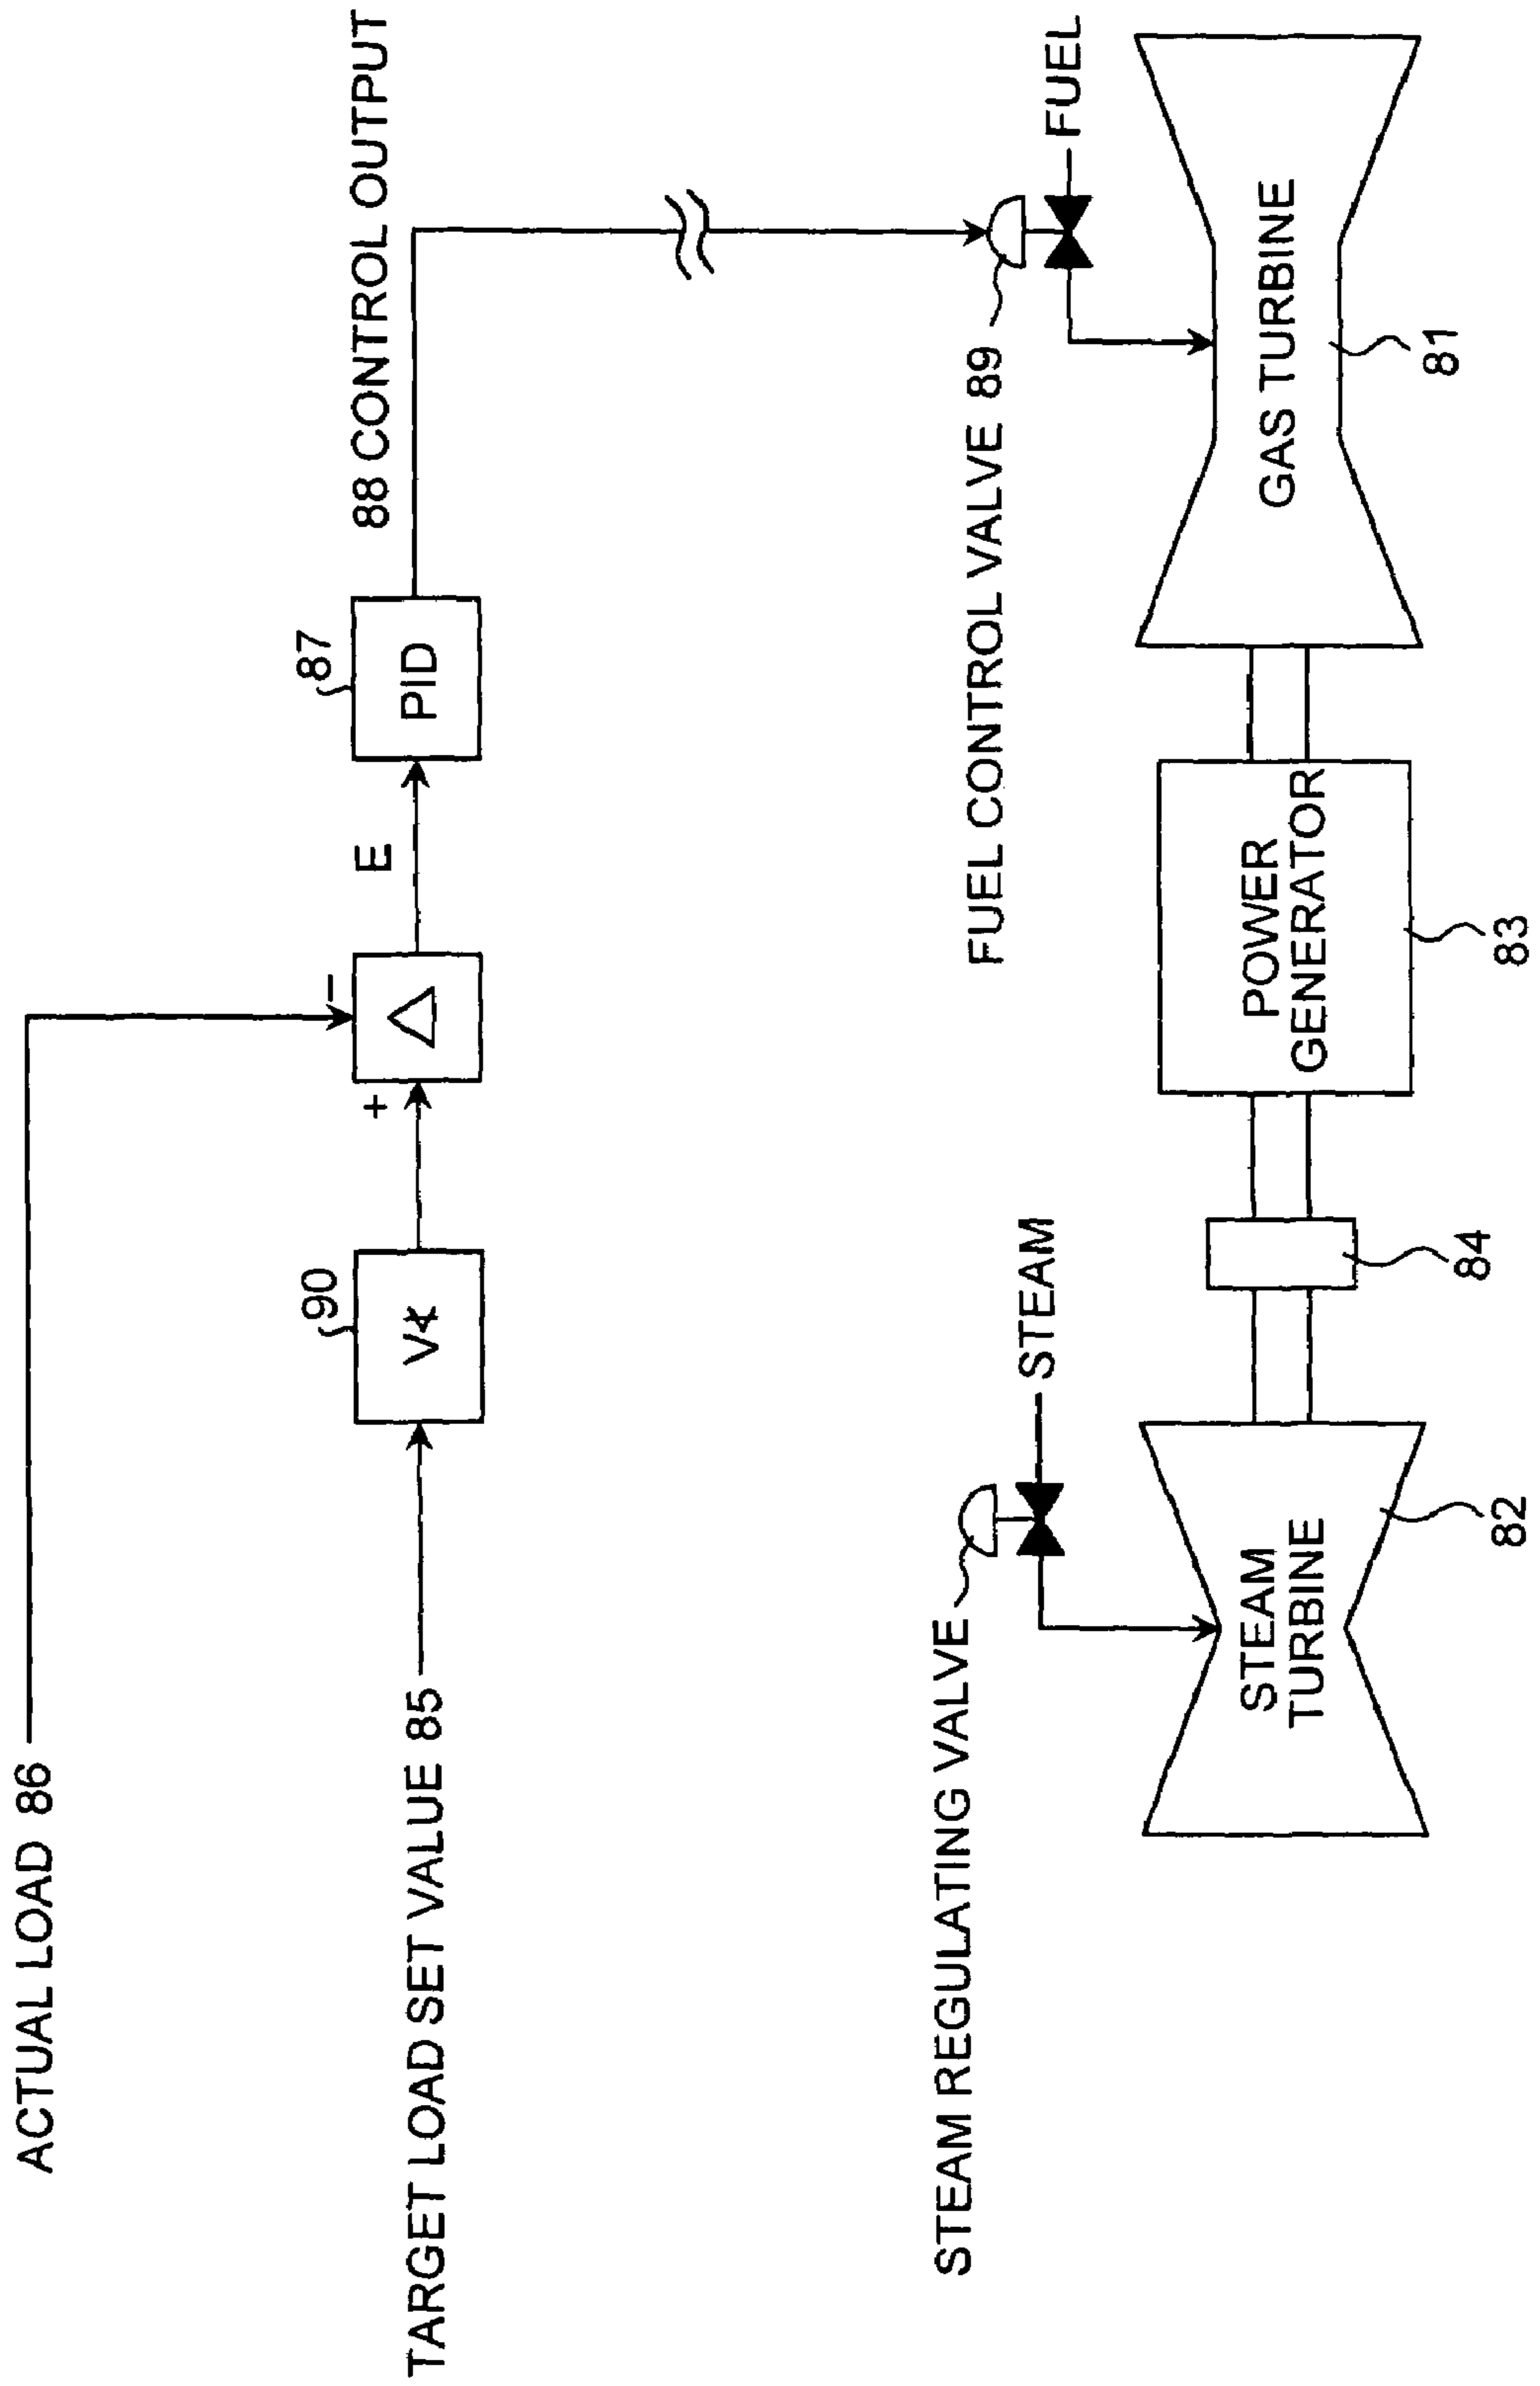 ACTUAL LOAD 86
TARGET LOAD SET VALUE 85
90
+
−
E
87
PID
88 CONTROL OUTPUT
STEAM REGULATING VALVE
STEAM
FUEL CONTROL VALVE 89
FUEL
STEAM
TURBINE
82
84
POWER
GENERATOR
83
GAS TURBINE
81